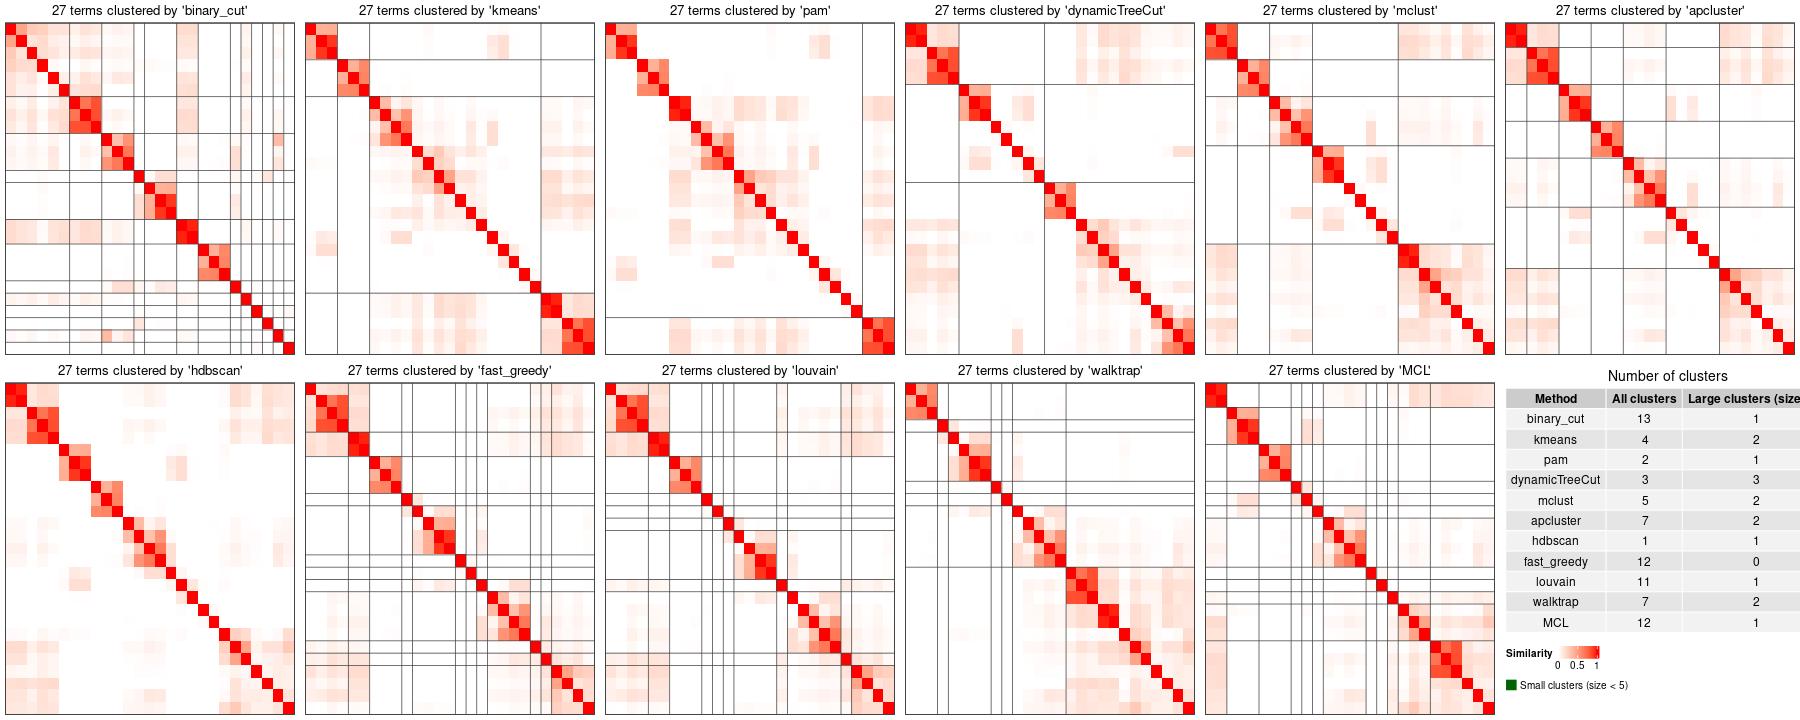 27 terms clustered by 'binary_cut'
27 terms clustered by 'kmeans'
27 terms clustered by 'pam'
27 terms clustered by 'dynamicTreeCut'
27 terms clustered by 'mclust'
27 terms clustered by 'apcluster'
27 terms clustered by 'hdbscan'
27 terms clustered by 'fast_greedy'
27 terms clustered by 'louvain'
27 terms clustered by 'walktrap'
27 terms clustered by 'MCL'
Number of clusters
Method All clusters Large clusters (size
binary_cut 13 1
kmeans 4 2
pam 2 1
dynamicTreeCut 3 3
mclust 5 2
apcluster 7 2
hdbscan 1 1
fast_greedy 12 0
louvain 11 1
walktrap 7 2
MCL 12 1
Similarity
0 0.5 1
Small clusters (size < 5)